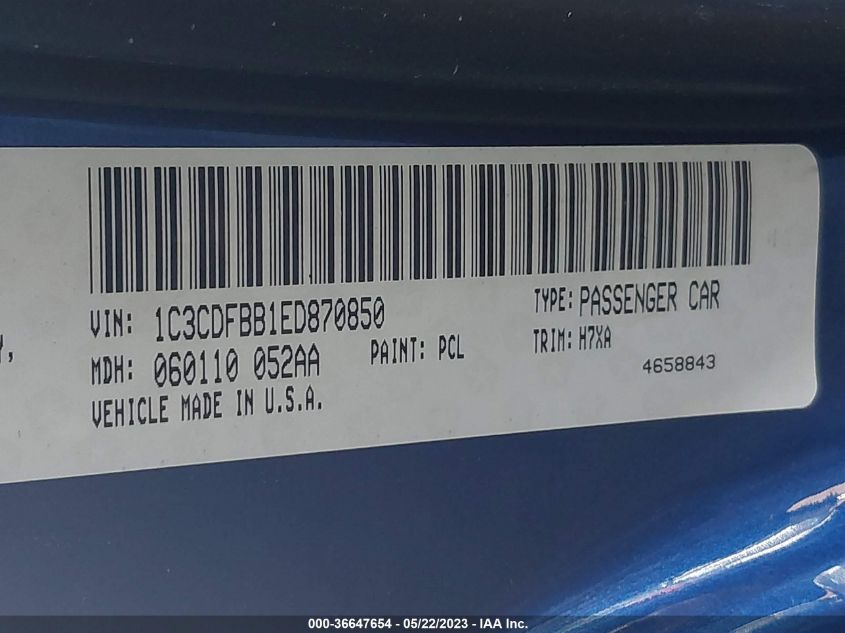 VIN: 1C3CDFBB1ED870850
TYPE: PASSENGER CAR
Y,
MDH: 060110 052AA
PAINT: PCL
TRIM: H7XA
4658843
VEHICLE MADE IN U.S.A.
000-36647654 - 05/22/2023 - IAA Inc.